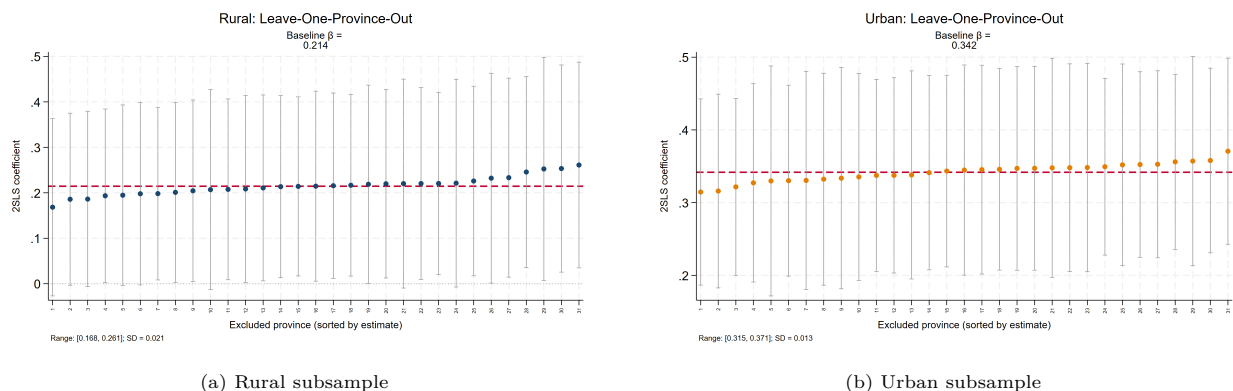 Rural: Leave-One-Province-Out
Baseline β =
0.214
.5
.4
.3
.2
.1
0
2SLS coefficient
1 2 3 4 5 6 7 8 9 10 11 12 13 14 15 16 17 18 19 20 21 22 23 24 25 26 27 28 29 30 31
Excluded province (sorted by estimate)
Range: [0.168, 0.261]; SD = 0.021
(a) Rural subsample
Urban: Leave-One-Province-Out
Baseline β =
0.342
.5
.4
.3
.2
2SLS coefficient
1 2 3 4 5 6 7 8 9 10 11 12 13 14 15 16 17 18 19 20 21 22 23 24 25 26 27 28 29 30 31
Excluded province (sorted by estimate)
Range: [0.315, 0.371]; SD = 0.013
(b) Urban subsample